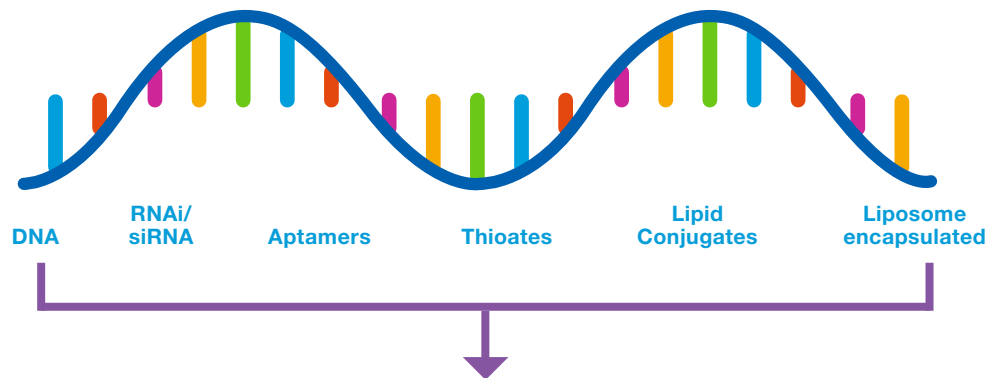 DNA
RNAi/
siRNA
Aptamers
Thioates
Lipid
Conjugates
Liposome
encapsulated